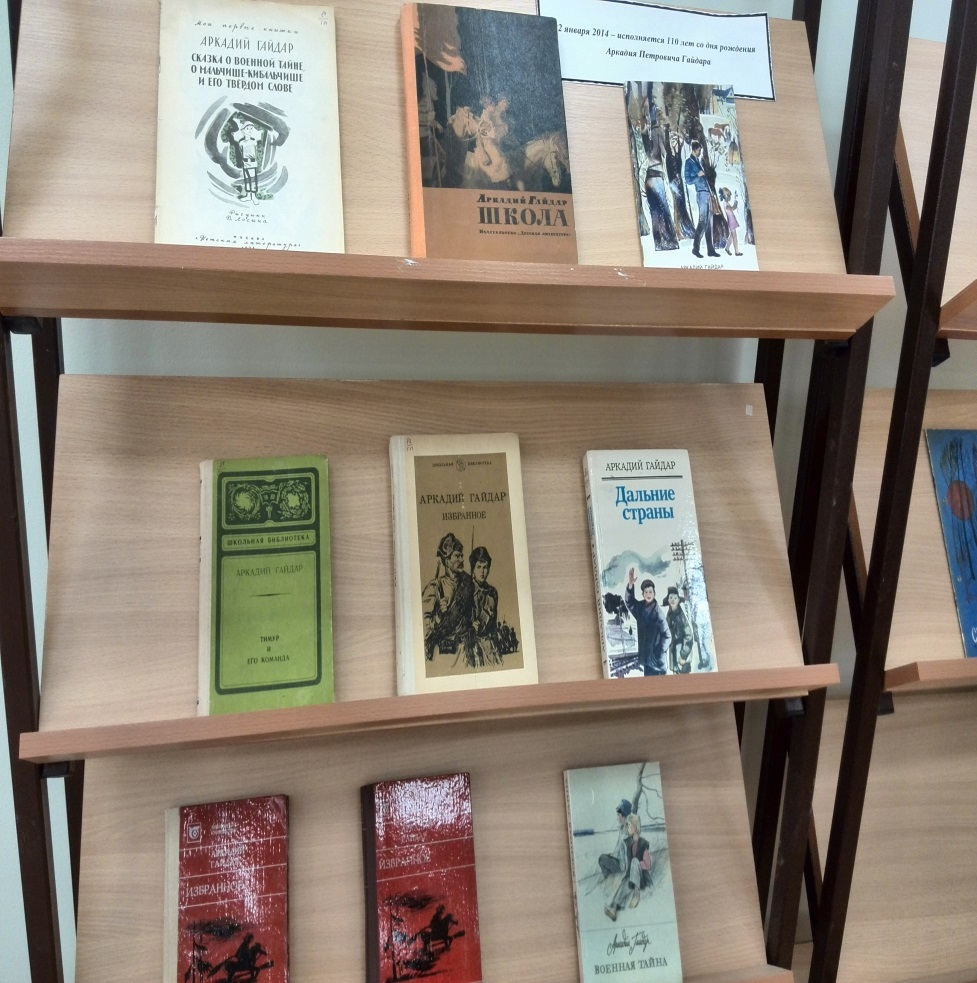 Мои первые книжки
АРКАДИЙ ГАЙДАР
СКАЗКА О ВОЕННОЙ ТАЙНЕ,
О МАЛЬЧИШЕ-КИБАЛЬЧИШЕ
И ЕГО ТВЁРДОМ СЛОВЕ
Рисунки
В. Лосина
МОСКВА
«Детская литература»
Аркадий Гайдар
ШКОЛА
Издательство „Детская литература“
2 января 2014 – исполняется 110 лет со дня рождения
Аркадия Петровича Гайдара
АРКАДИЙ ГАЙДАР
ШКОЛЬНАЯ БИБЛИОТЕКА
АРКАДИЙ ГАЙДАР
ТИМУР
И
ЕГО КОМАНДА
ШКОЛЬНАЯ БИБЛИОТЕКА
АРКАДИЙ ГАЙДАР
ИЗБРАННОЕ
АРКАДИЙ ГАЙДАР
Дальние
страны
АРКАДИЙ
ГАЙДАР
ИЗБРАННОЕ
ИЗБРАННОЕ
Аркадий Гайдар
ВОЕННАЯ ТАЙНА